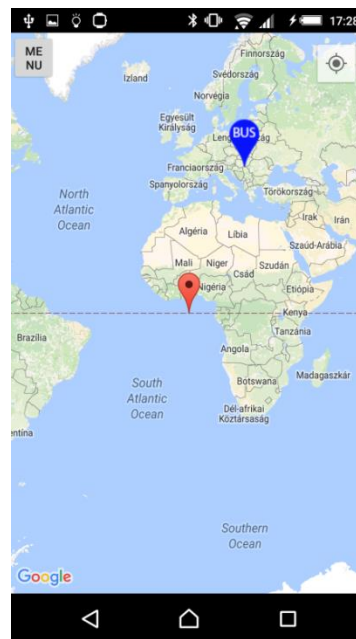 17:28
ME
NU
Izland
Finnország
Svédország
Norvégia
Egyesült
Királyság
BUS
Franciaország
Spanyolország
Törökország
North
Atlantic
Ocean
Irak
Irán
Algéria
Líbia
Szaúd-Arábia
Mali
Niger
Csád
Szudán
Nigéria
Etiópia
Kenya
Brazília
Tanzánia
Angola
South
Atlantic
Ocean
Botswana
Madagaszkár
Dél-afrikai
Köztársaság
Southern
Ocean
Google